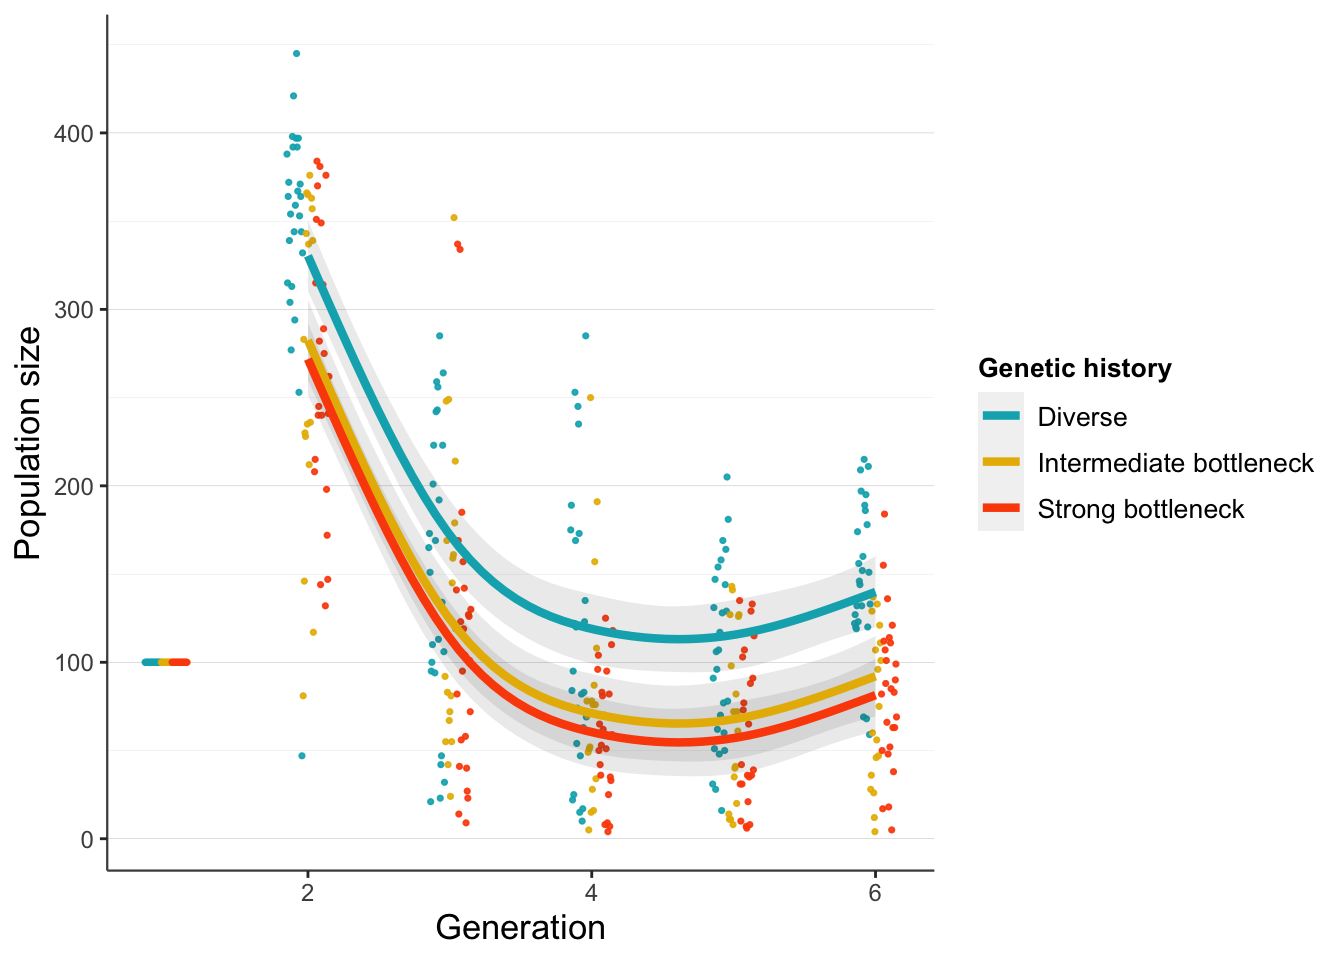 400
300
200
100
0
Population size
2
4
6
Generation
Genetic history
Diverse
Intermediate bottleneck
Strong bottleneck